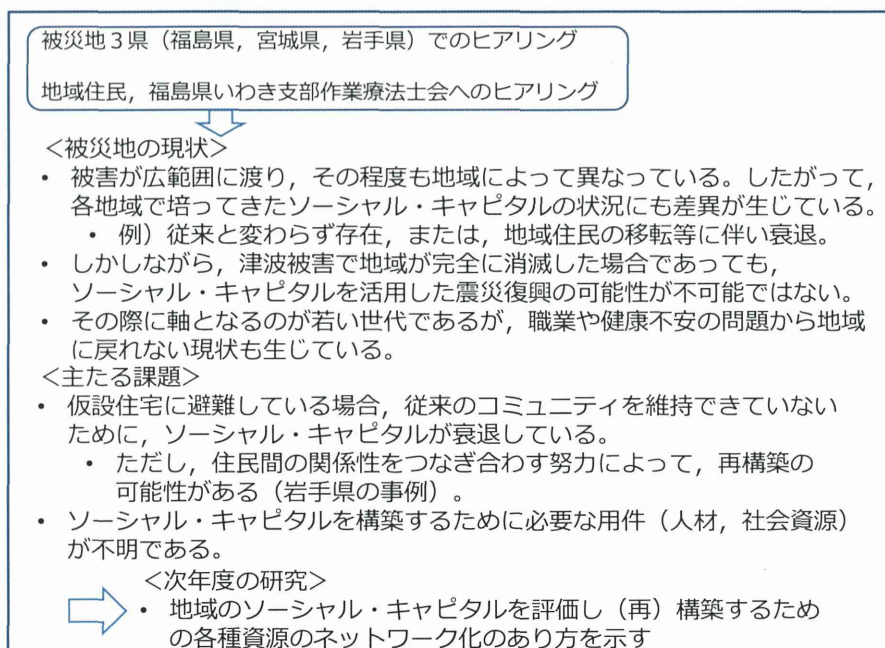 被災地3県（福島県，宮城県，岩手県）でのヒアリング
地域住民，福島県いわき支部作業療法士会へのヒアリング
＜被災地の現状＞
• 被害が広範囲に渡り，その程度も地域によって異なっている。したがって，
各地域で培ってきたソーシャル・キャピタルの状況にも差異が生じている。
• 例）従来と変わらず存在，または，地域住民の移転等に伴い衰退。
• しかしながら，津波被害で地域が完全に消滅した場合であっても，
ソーシャル・キャピタルを活用した震災復興の可能性が不可能ではない。
• その際に軸となるのが若い世代であるが，職業や健康不安の問題から地域
に戻れない現状も生じている。
＜主たる課題＞
• 仮設住宅に避難している場合，従来のコミュニティを維持できていない
ために，ソーシャル・キャピタルが衰退している。
• ただし，住民間の関係性をつなぎ合わす努力によって，再構築の
可能性がある（岩手県の事例）。
• ソーシャル・キャピタルを構築するために必要な用件（人材，社会資源）
が不明である。
＜次年度の研究＞
• 地域のソーシャル・キャピタルを評価し（再）構築するため
の各種資源のネットワーク化のあり方を示す